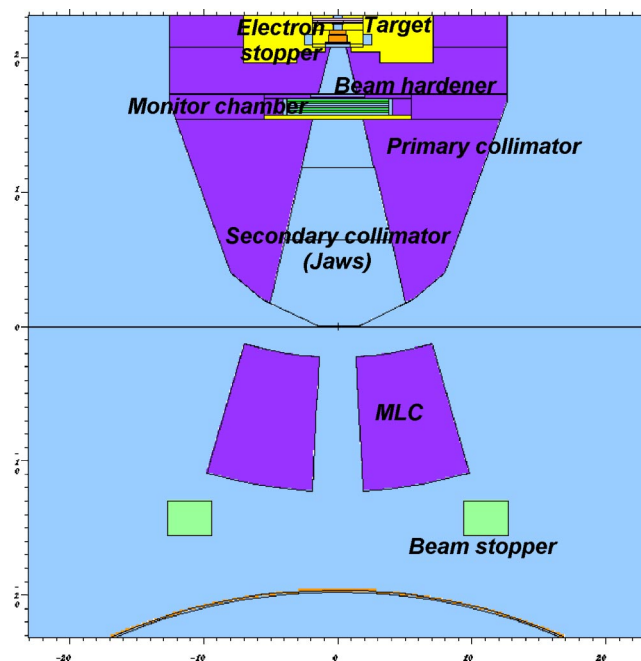 Electron
stopper
Target
Beam hardener
Monitor chamber
Primary collimator
Secondary collimator
(Jaws)
MLC
Beam stopper
-20
-10
0
10
20